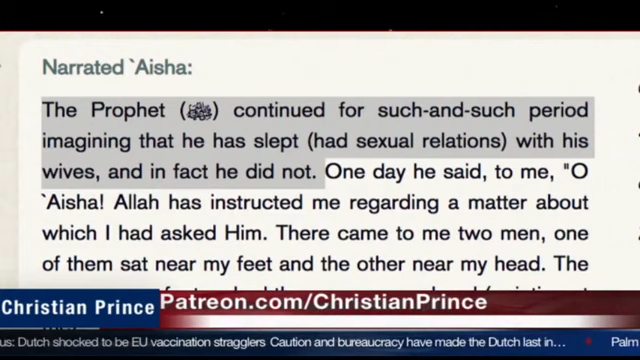 Narrated `Aisha:
The Prophet (ﷺ) continued for such-and-such period
imagining that he has slept (had sexual relations) with his
wives, and in fact he did not. One day he said, to me, "O
`Aisha! Allah has instructed me regarding a matter about
which I had asked Him. There came to me two men, one
of them sat near my feet and the other near my head. The
Christian Prince
Patreon.com/ChristianPrince
us: Dutch shocked to be EU vaccination stragglers Caution and bureaucracy have made the Dutch last in… Palm